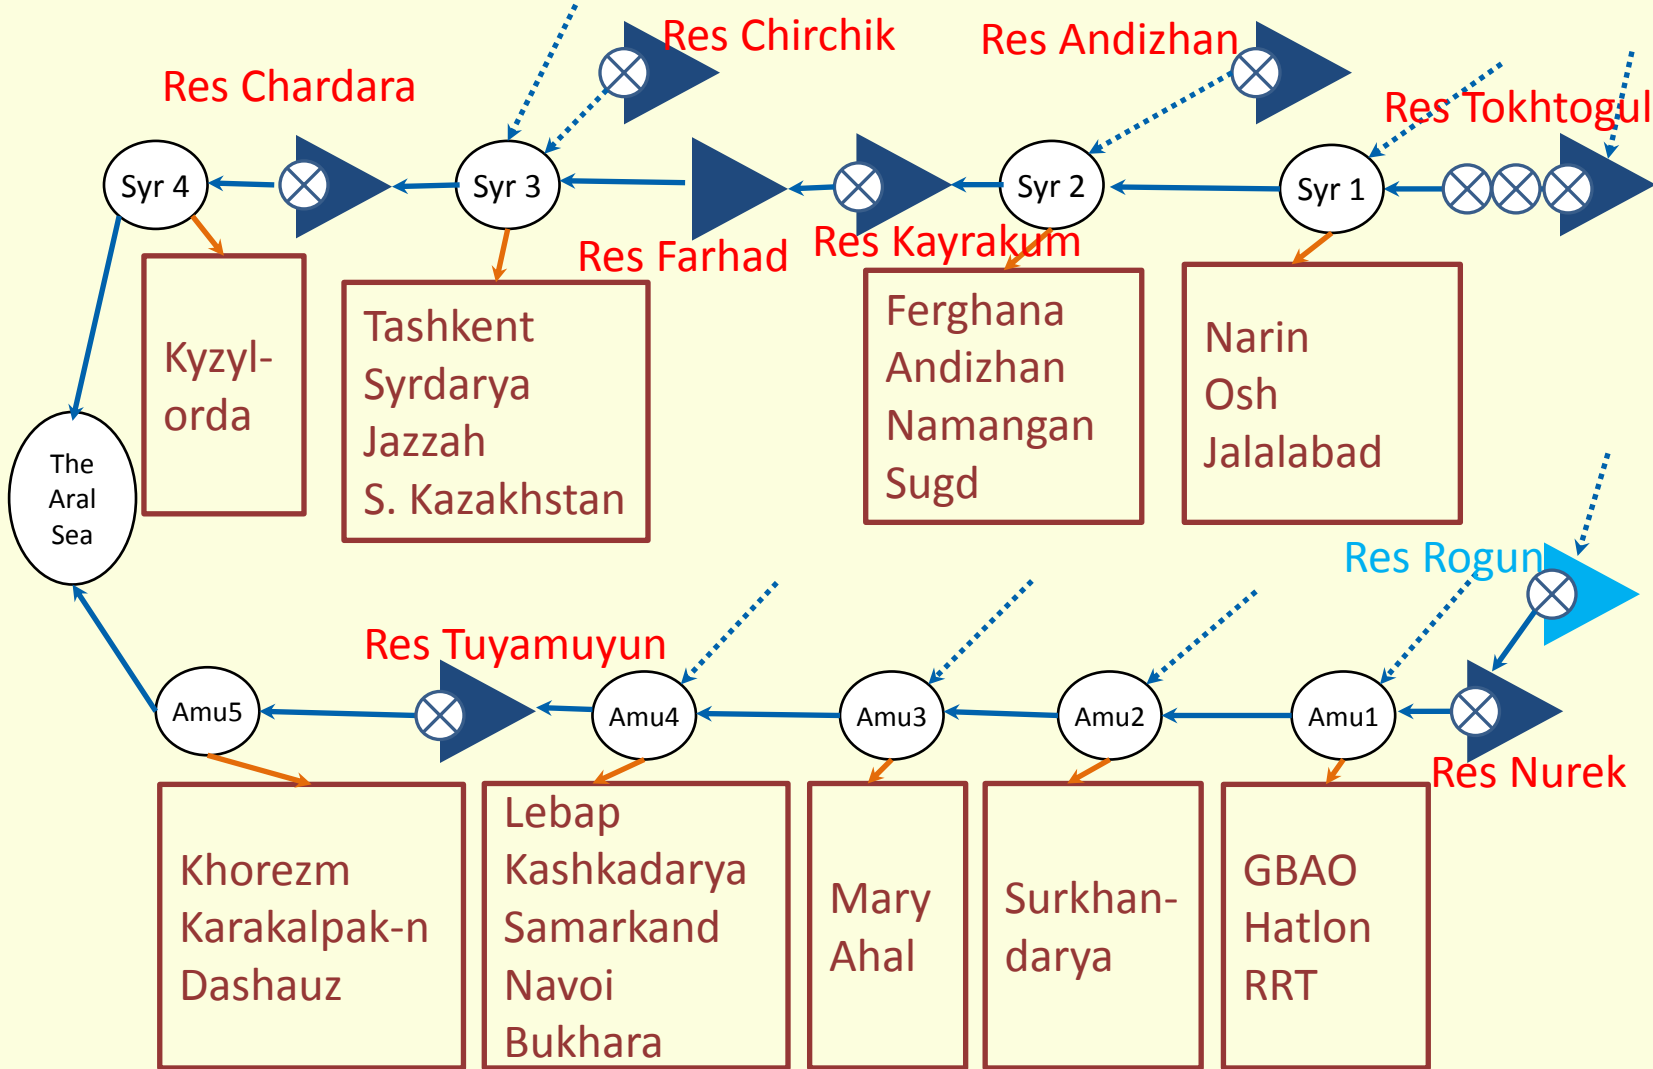 Res Chirchik
Res Andizhan
Res Chardara
Res Tokhtogul
Syr 4
Syr 3
Syr 2
Syr 1
Res Farhad
Res Kayrakum
Kyzyl-
orda
Tashkent
Syrdarya
Jazzah
S. Kazakhstan
Ferghana
Andizhan
Namangan
Sugd
Narin
Osh
Jalalabad
The
Aral
Sea
Res Rogun
Res Tuyamuyun
Amu5
Amu4
Amu3
Amu2
Amu1
Res Nurek
Khorezm
Karakalpak-n
Dashauz
Lebap
Kashkadarya
Samarkand
Navoi
Bukhara
Mary
Ahal
Surkhan-
darya
GBAO
Hatlon
RRT